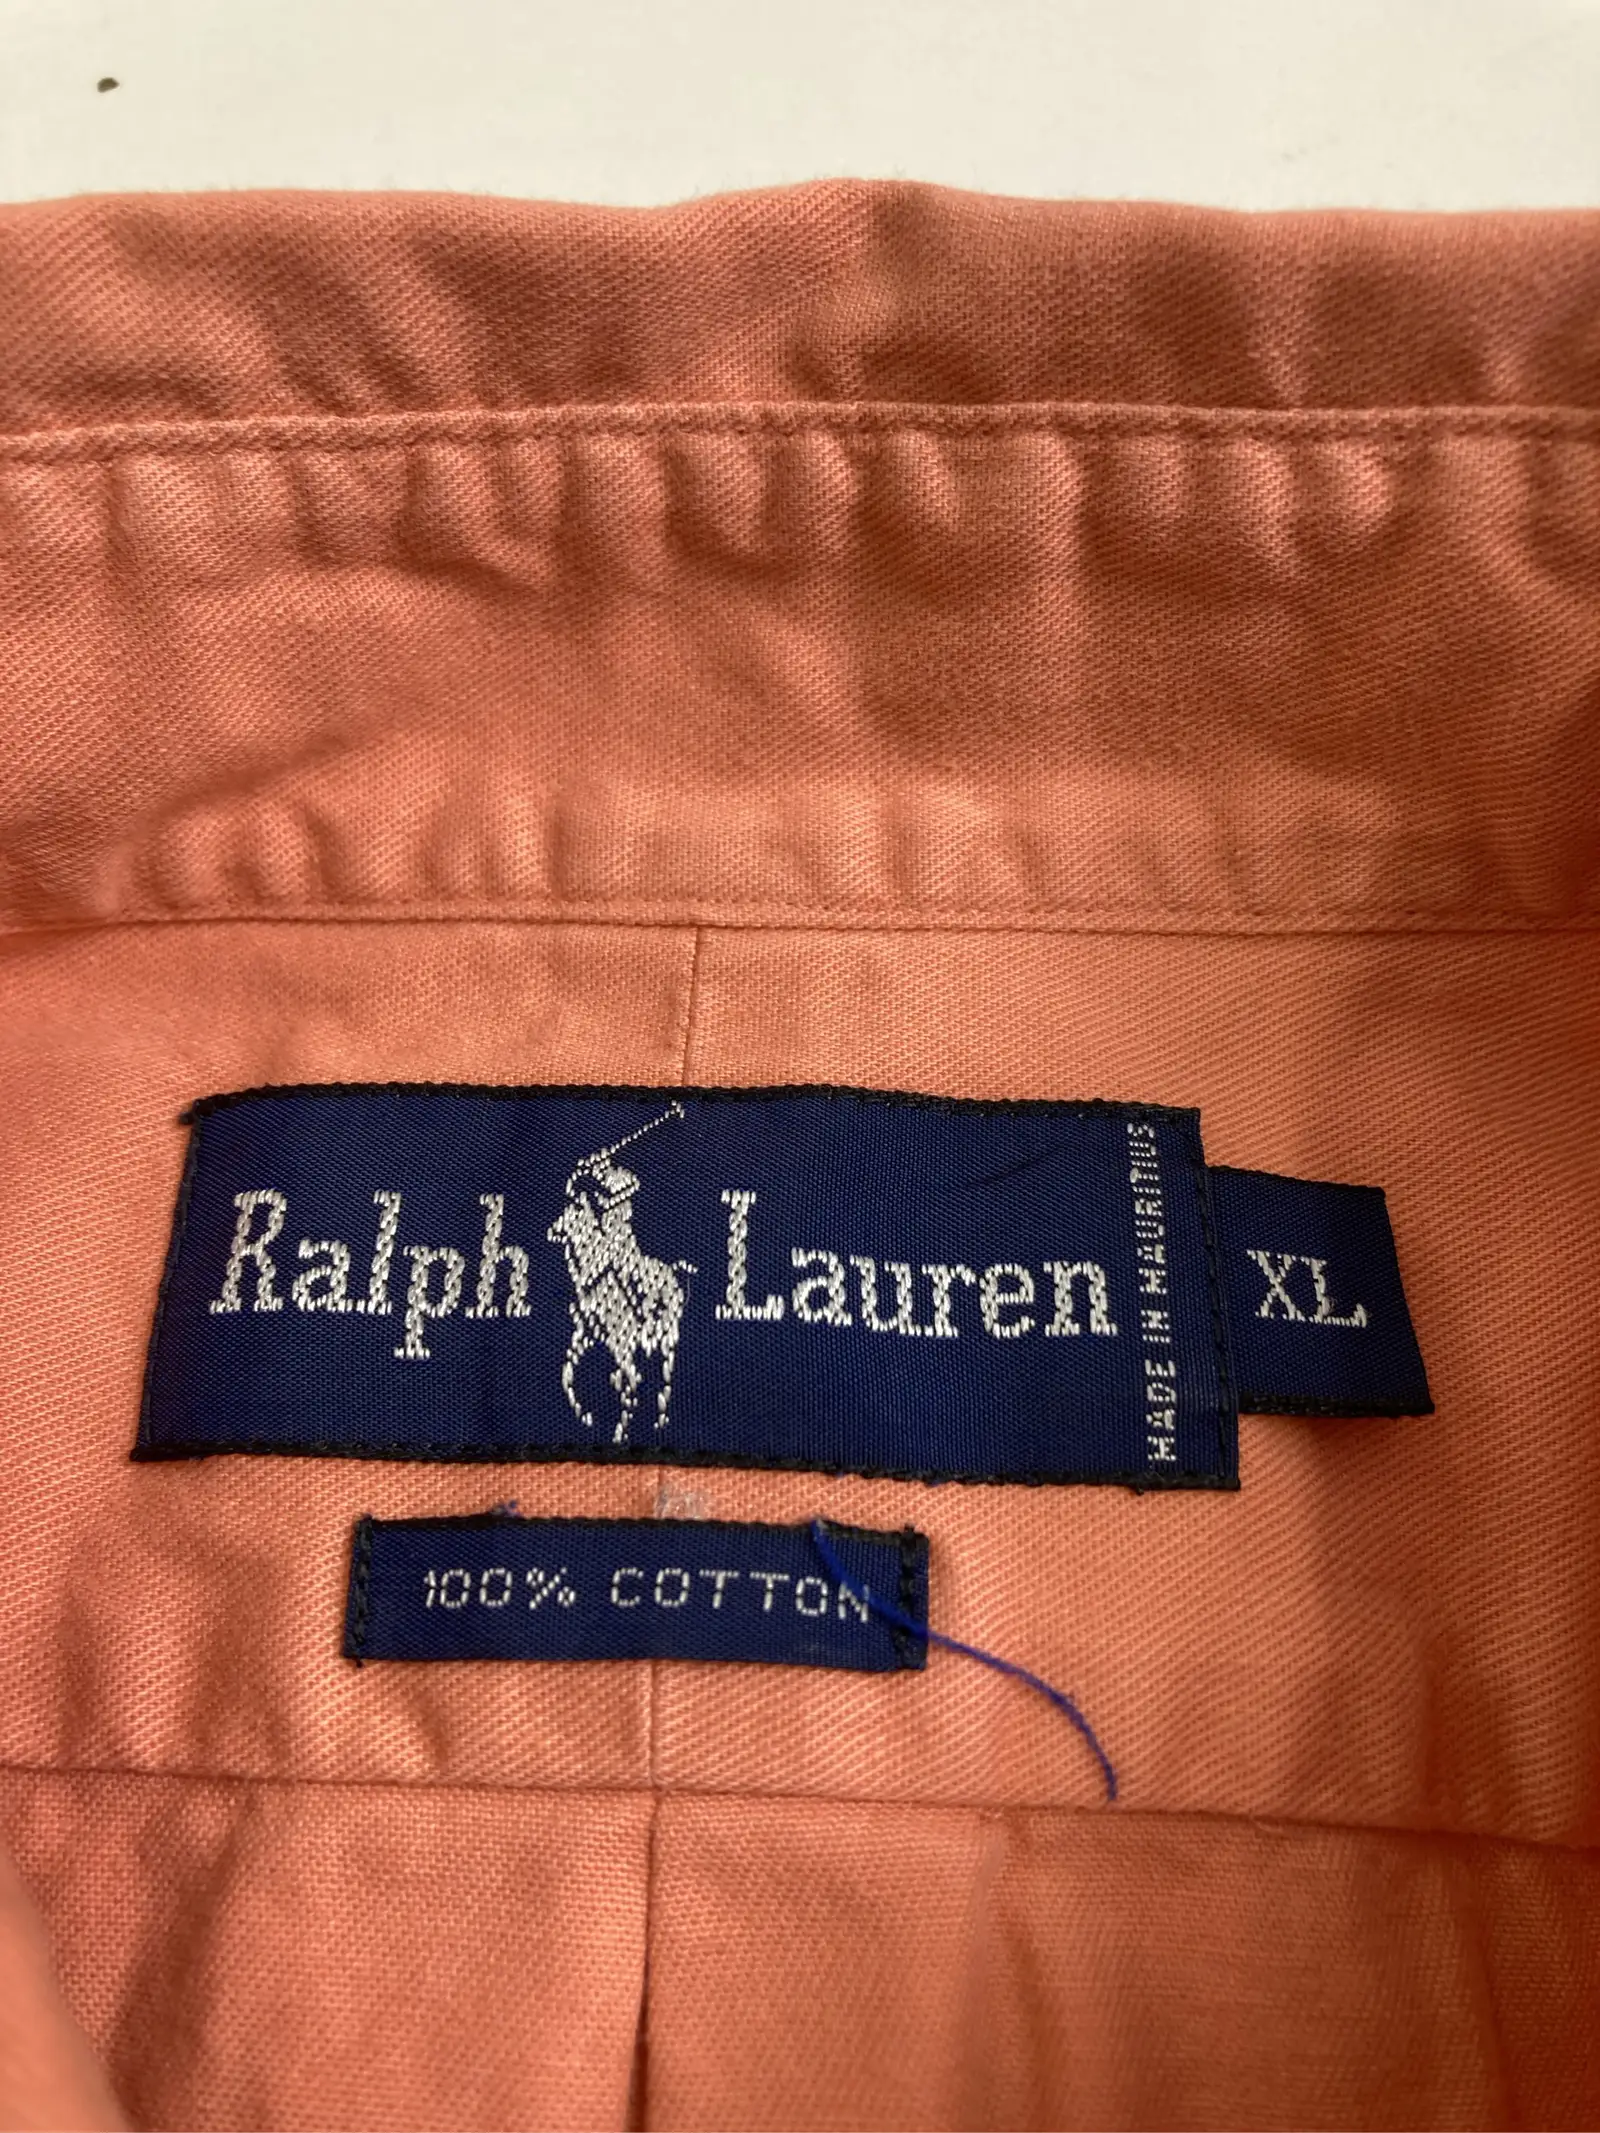 Ralph Lauren
MADE IN MAURITIUS
XL
100% COTTON